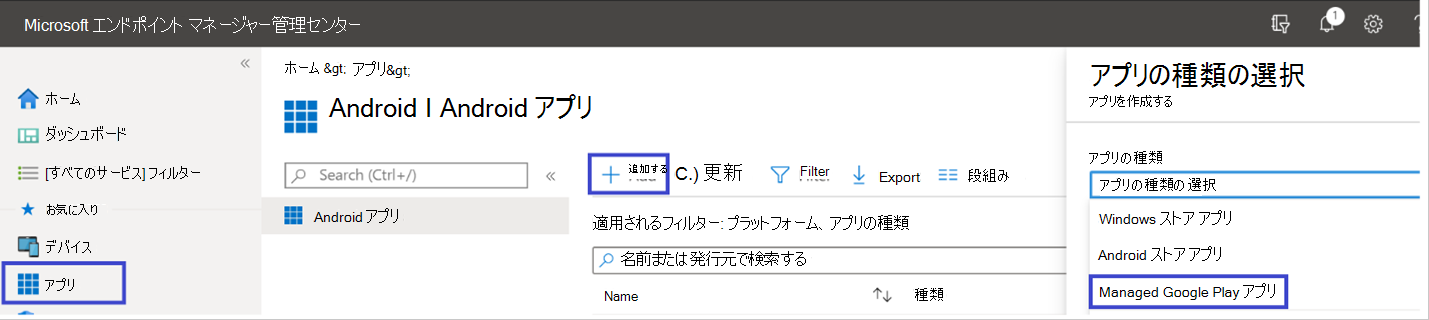 Microsoft エンドポイント マネージャー管理センター
1
«
ホーム
ダッシュボード
[すべてのサービス] フィルター
お気に入り
デバイス
アプリ
ホーム &gt; アプリ&gt;
Android I Android アプリ
Search (Ctrl+/)
«
Android アプリ
追加する
C.) 更新
Filter
Export
段組み
適用されるフィルター: プラットフォーム、アプリの種類
名前または発行元で検索する
Name ↑↓ 種類
アプリの種類の選択
アプリを作成する
アプリの種類
アプリの種類の選択
Windows ストア アプリ
Android ストア アプリ
Managed Google Play アプリ